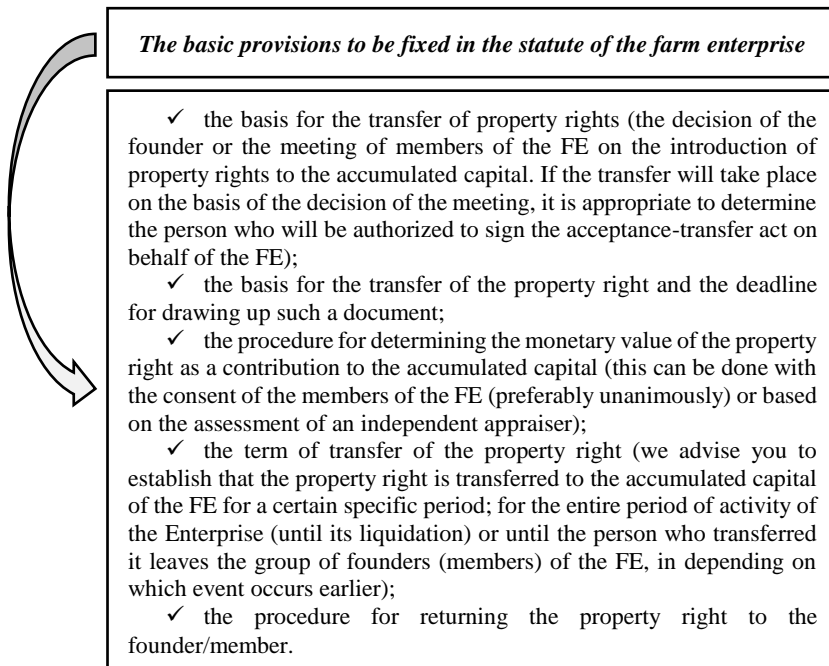 The basic provisions to be fixed in the statute of the farm enterprise
✓ the basis for the transfer of property rights (the decision of the
founder or the meeting of members of the FE on the introduction of
property rights to the accumulated capital. If the transfer will take place
on the basis of the decision of the meeting, it is appropriate to determine
the person who will be authorized to sign the acceptance-transfer act on
behalf of the FE);
✓ the basis for the transfer of the property right and the deadline
for drawing up such a document;
✓ the procedure for determining the monetary value of the property
right as a contribution to the accumulated capital (this can be done with
the consent of the members of the FE (preferably unanimously) or based
on the assessment of an independent appraiser);
✓ the term of transfer of the property right (we advise you to
establish that the property right is transferred to the accumulated capital
of the FE for a certain specific period; for the entire period of activity of
the Enterprise (until its liquidation) or until the person who transferred
it leaves the group of founders (members) of the FE, in depending on
which event occurs earlier);
✓ the procedure for returning the property right to the
founder/member.